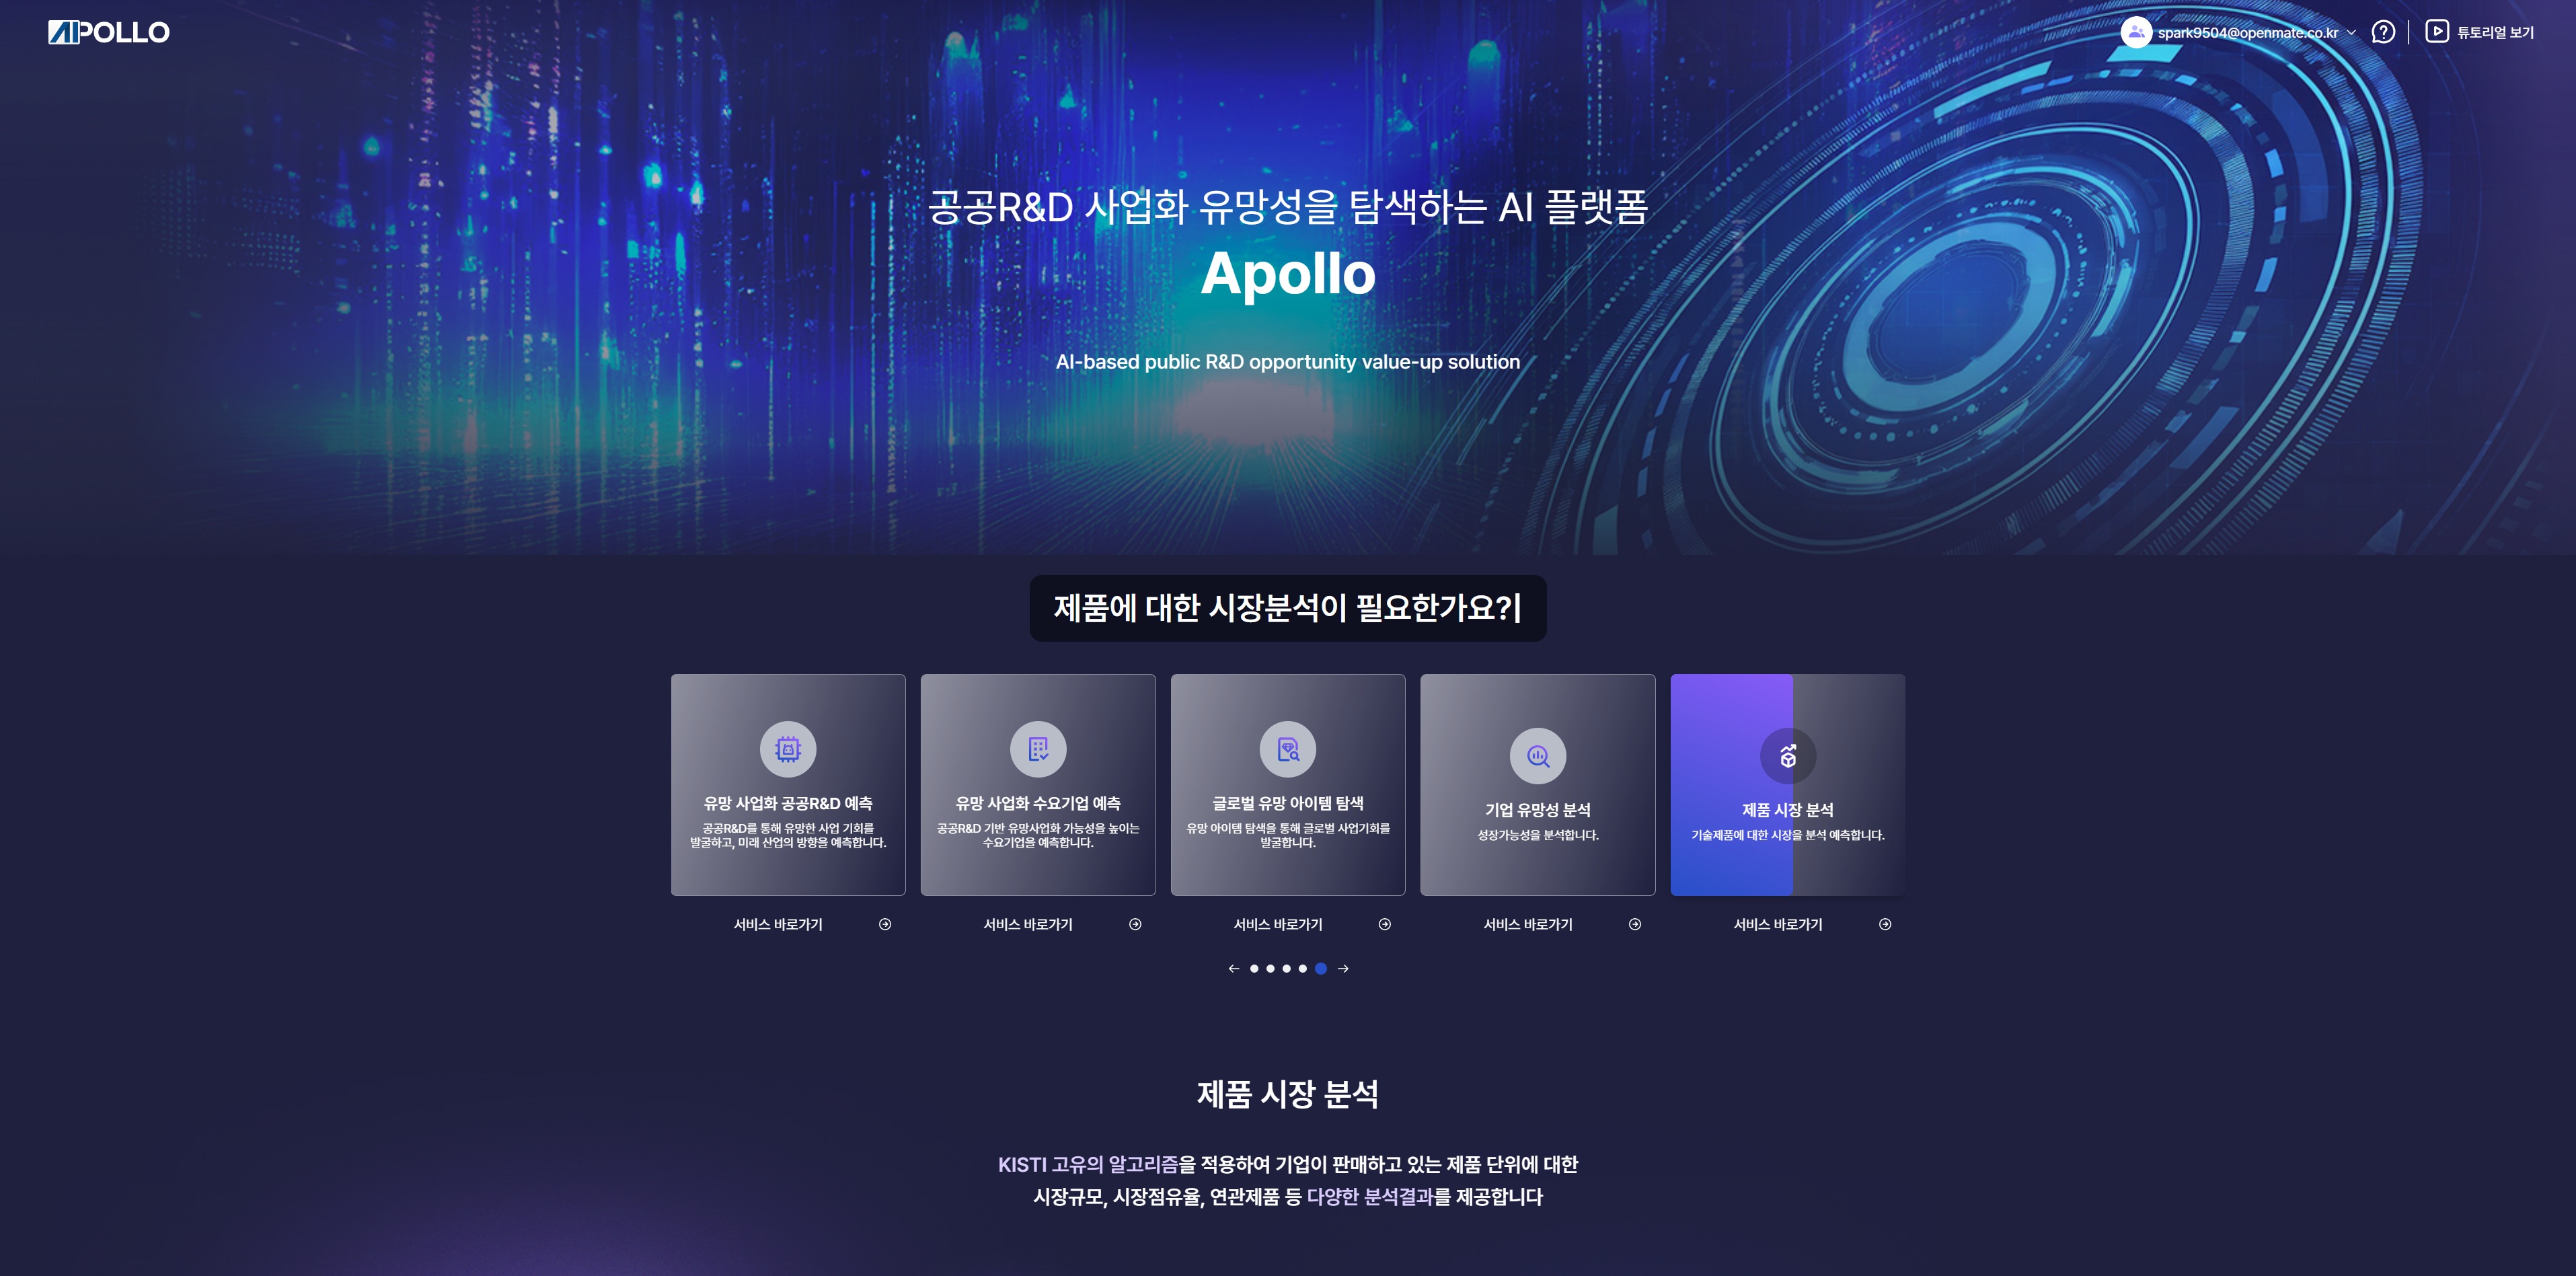 AIPOLLO
spark9504@openmate.co.kr
튜토리얼 보기
공공R&D 사업화 유망성을 탐색하는 AI 플랫폼
Apollo
AI-based public R&D opportunity value-up solution
제품에 대한 시장분석이 필요한가요?|
유망 사업화 공공R&D 예측
공공R&D를 통해 유망한 사업 기회를
발굴하고, 미래 산업의 방향을 예측합니다.
서비스 바로가기
유망 사업화 수요기업 예측
공공R&D 기반 유망사업화 가능성을 높이는
수요기업을 예측합니다.
서비스 바로가기
글로벌 유망 아이템 탐색
유망 아이템 탐색을 통해 글로벌 사업기회를
발굴합니다.
서비스 바로가기
기업 유망성 분석
성장가능성을 분석합니다.
서비스 바로가기
제품 시장 분석
기술제품에 대한 시장을 분석 예측합니다.
서비스 바로가기
제품 시장 분석
KISTI 고유의 알고리즘을 적용하여 기업이 판매하고 있는 제품 단위에 대한
시장규모, 시장점유율, 연관제품 등 다양한 분석결과를 제공합니다